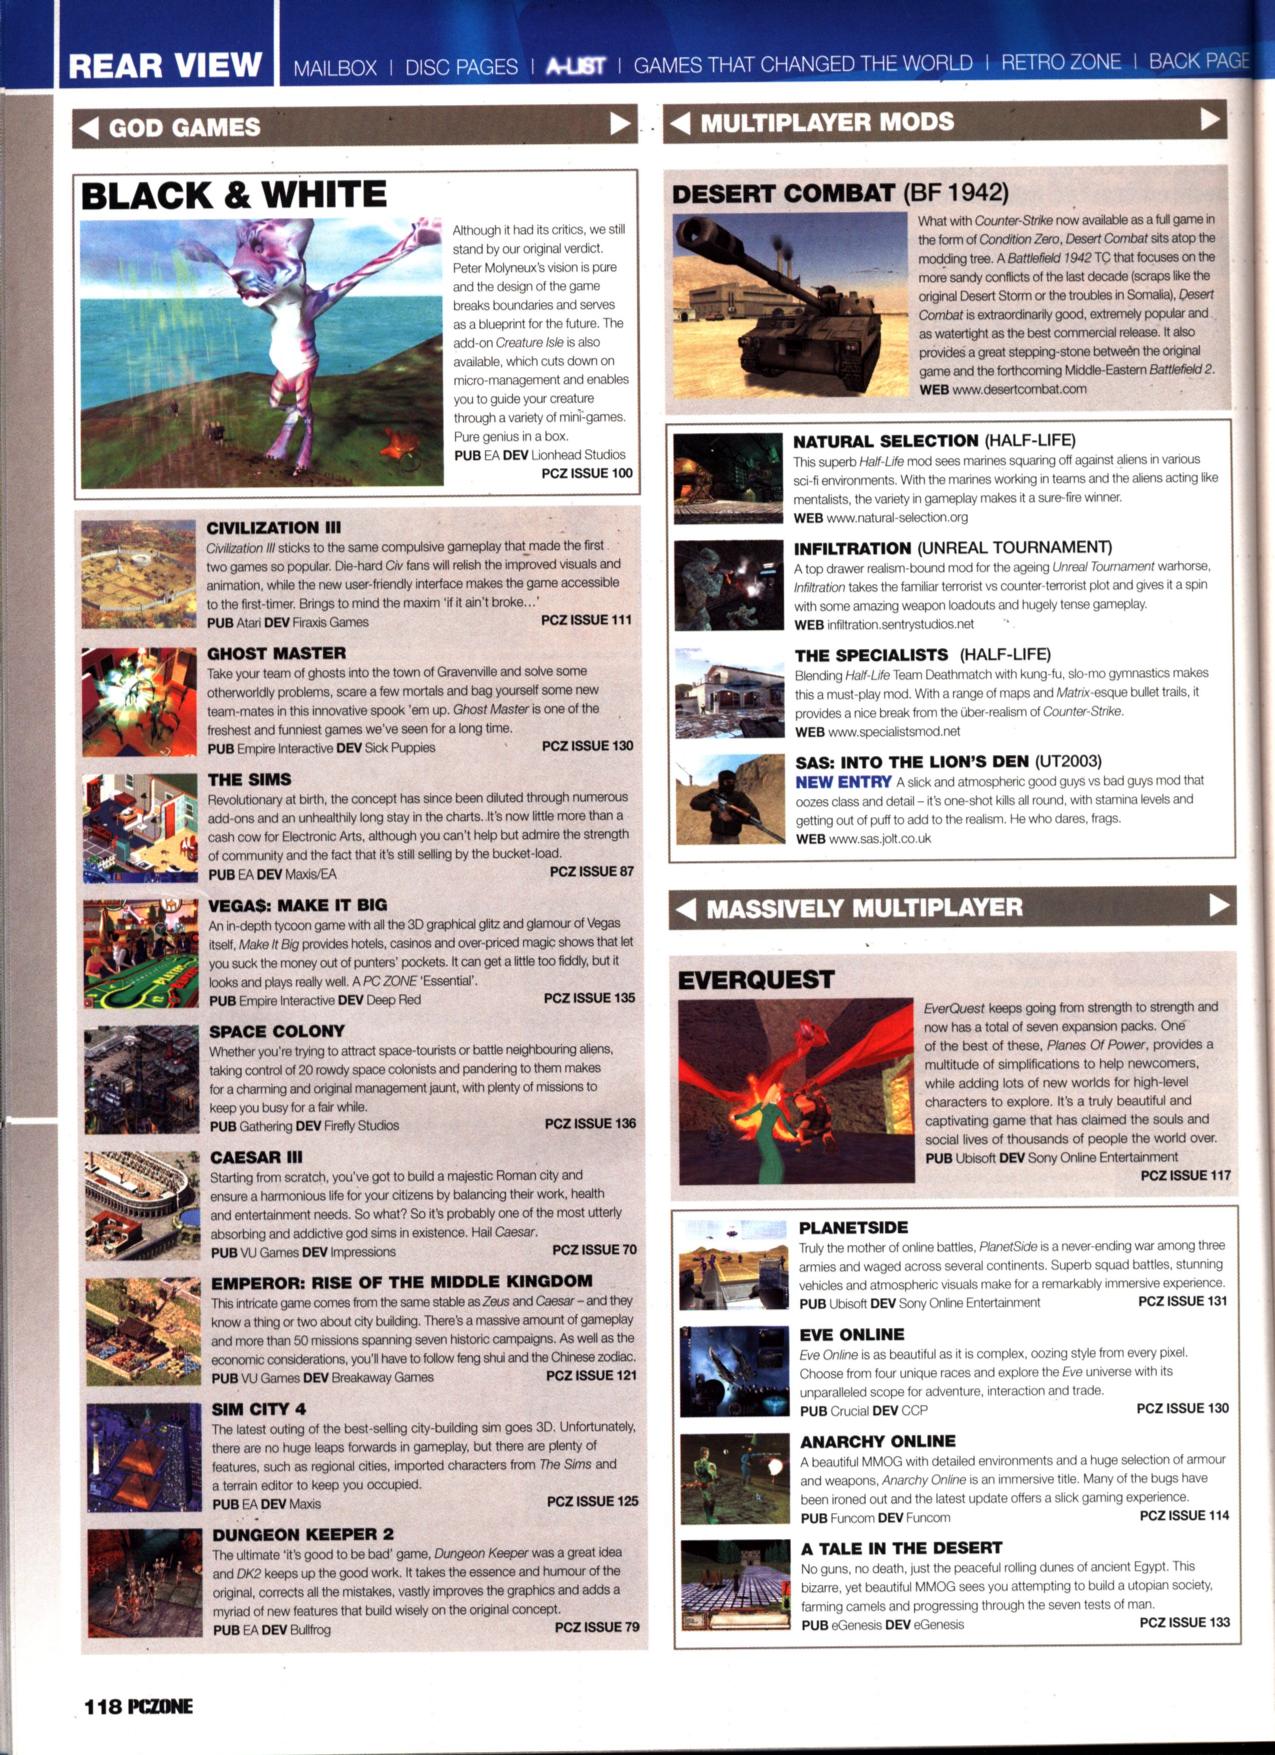 REAR VIEW
MAILBOX | DISC PAGES | A-LIST | GAMES THAT CHANGED THE WORLD | RETRO ZONE | BACK PAGE
GOD GAMES
BLACK & WHITE
Although it had its critics, we still
stand by our original verdict.
Peter Molyneux's vision is pure
and the design of the game
breaks boundaries and serves
as a blueprint for the future. The
add-on Creature Isle is also
available, which cuts down on
micro-management and enables
you to guide your creature
through a variety of mini-games.
Pure genius in a box.
PUB EA DEV Lionhead Studios
PCZ ISSUE 100
CIVILIZATION III
Civilization III sticks to the same compulsive gameplay that made the first
two games so popular. Die-hard Civ fans will relish the improved visuals and
animation, while the new user-friendly interface makes the game accessible
to the first-timer. Brings to mind the maxim 'if it ain't broke...'
PUB Atari DEV Firaxis Games PCZ ISSUE 111
GHOST MASTER
Take your team of ghosts into the town of Gravenville and solve some
otherworldly problems, scare a few mortals and bag yourself some new
team-mates in this innovative spook 'em up. Ghost Master is one of the
freshest and funniest games we've seen for a long time.
PUB Empire Interactive DEV Sick Puppies PCZ ISSUE 130
THE SIMS
Revolutionary at birth, the concept has since been diluted through numerous
add-ons and an unhealthily long stay in the charts. It's now little more than a
cash cow for Electronic Arts, although you can't help but admire the strength
of community and the fact that it's still selling by the bucket-load.
PUB EA DEV Maxis/EA PCZ ISSUE 87
VEGA$: MAKE IT BIG
An in-depth tycoon game with all the 3D graphical glitz and glamour of Vegas
itself, Make It Big provides hotels, casinos and over-priced magic shows that let
you suck the money out of punters' pockets. It can get a little too fiddly, but it
looks and plays really well. A PC ZONE 'Essential'.
PUB Empire Interactive DEV Deep Red PCZ ISSUE 135
SPACE COLONY
Whether you're trying to attract space-tourists or battle neighbouring aliens,
taking control of 20 rowdy space colonists and pandering to them makes
for a charming and original management jaunt, with plenty of missions to
keep you busy for a fair while.
PUB Gathering DEV Firefly Studios PCZ ISSUE 136
CAESAR III
Starting from scratch, you've got to build a majestic Roman city and
ensure a harmonious life for your citizens by balancing their work, health
and entertainment needs. So what? So it's probably one of the most utterly
absorbing and addictive god sims in existence. Hail Caesar.
PUB VU Games DEV Impressions PCZ ISSUE 70
EMPEROR: RISE OF THE MIDDLE KINGDOM
This intricate game comes from the same stable as Zeus and Caesar – and they
know a thing or two about city building. There's a massive amount of gameplay
and more than 50 missions spanning seven historic campaigns. As well as the
economic considerations, you'll have to follow feng shui and the Chinese zodiac.
PUB VU Games DEV Breakaway Games PCZ ISSUE 121
SIM CITY 4
The latest outing of the best-selling city-building sim goes 3D. Unfortunately,
there are no huge leaps forwards in gameplay, but there are plenty of
features, such as regional cities, imported characters from The Sims and
a terrain editor to keep you occupied.
PUB EA DEV Maxis PCZ ISSUE 125
DUNGEON KEEPER 2
The ultimate 'it's good to be bad' game, Dungeon Keeper was a great idea
and DK2 keeps up the good work. It takes the essence and humour of the
original, corrects all the mistakes, vastly improves the graphics and adds a
myriad of new features that build wisely on the original concept.
PUB EA DEV Bullfrog PCZ ISSUE 79
MULTIPLAYER MODS
DESERT COMBAT (BF 1942)
What with Counter-Strike now available as a full game in
the form of Condition Zero, Desert Combat sits atop the
modding tree. A Battlefield 1942 TC that focuses on the
more sandy conflicts of the last decade (scraps like the
original Desert Storm or the troubles in Somalia), Desert
Combat is extraordinarily good, extremely popular and
as watertight as the best commercial release. It also
provides a great stepping-stone between the original
game and the forthcoming Middle-Eastern Battlefield 2.
WEB www.desertcombat.com
NATURAL SELECTION (HALF-LIFE)
This superb Half-Life mod sees marines squaring off against aliens in various
sci-fi environments. With the marines working in teams and the aliens acting like
mentalists, the variety in gameplay makes it a sure-fire winner.
WEB www.natural-selection.org
INFILTRATION (UNREAL TOURNAMENT)
A top drawer realism-bound mod for the ageing Unreal Tournament warhorse,
Infiltration takes the familiar terrorist vs counter-terrorist plot and gives it a spin
with some amazing weapon loadouts and hugely tense gameplay.
WEB infiltration.sentrystudios.net
THE SPECIALISTS (HALF-LIFE)
Blending Half-Life Team Deathmatch with kung-fu, slo-mo gymnastics makes
this a must-play mod. With a range of maps and Matrix-esque bullet trails, it
provides a nice break from the über-realism of Counter-Strike.
WEB www.specialistsmod.net
SAS: INTO THE LION'S DEN (UT2003)
NEW ENTRY A slick and atmospheric good guys vs bad guys mod that
oozes class and detail – it's one-shot kills all round, with stamina levels and
getting out of puff to add to the realism. He who dares, frags.
WEB www.sas.jolt.co.uk
MASSIVELY MULTIPLAYER
EVERQUEST
EverQuest keeps going from strength to strength and
now has a total of seven expansion packs. One
of the best of these, Planes Of Power, provides a
multitude of simplifications to help newcomers,
while adding lots of new worlds for high-level
characters to explore. It's a truly beautiful and
captivating game that has claimed the souls and
social lives of thousands of people the world over.
PUB Ubisoft DEV Sony Online Entertainment
PCZ ISSUE 117
PLANETSIDE
Truly the mother of online battles, PlanetSide is a never-ending war among three
armies and waged across several continents. Superb squad battles, stunning
vehicles and atmospheric visuals make for a remarkably immersive experience.
PUB Ubisoft DEV Sony Online Entertainment PCZ ISSUE 131
EVE ONLINE
Eve Online is as beautiful as it is complex, oozing style from every pixel.
Choose from four unique races and explore the Eve universe with its
unparalleled scope for adventure, interaction and trade.
PUB Crucial DEV CCP PCZ ISSUE 130
ANARCHY ONLINE
A beautiful MMOG with detailed environments and a huge selection of armour
and weapons, Anarchy Online is an immersive title. Many of the bugs have
been ironed out and the latest update offers a slick gaming experience.
PUB Funcom DEV Funcom PCZ ISSUE 114
A TALE IN THE DESERT
No guns, no death, just the peaceful rolling dunes of ancient Egypt. This
bizarre, yet beautiful MMOG sees you attempting to build a utopian society,
farming camels and progressing through the seven tests of man.
PUB eGenesis DEV eGenesis PCZ ISSUE 133
118 PCZONE